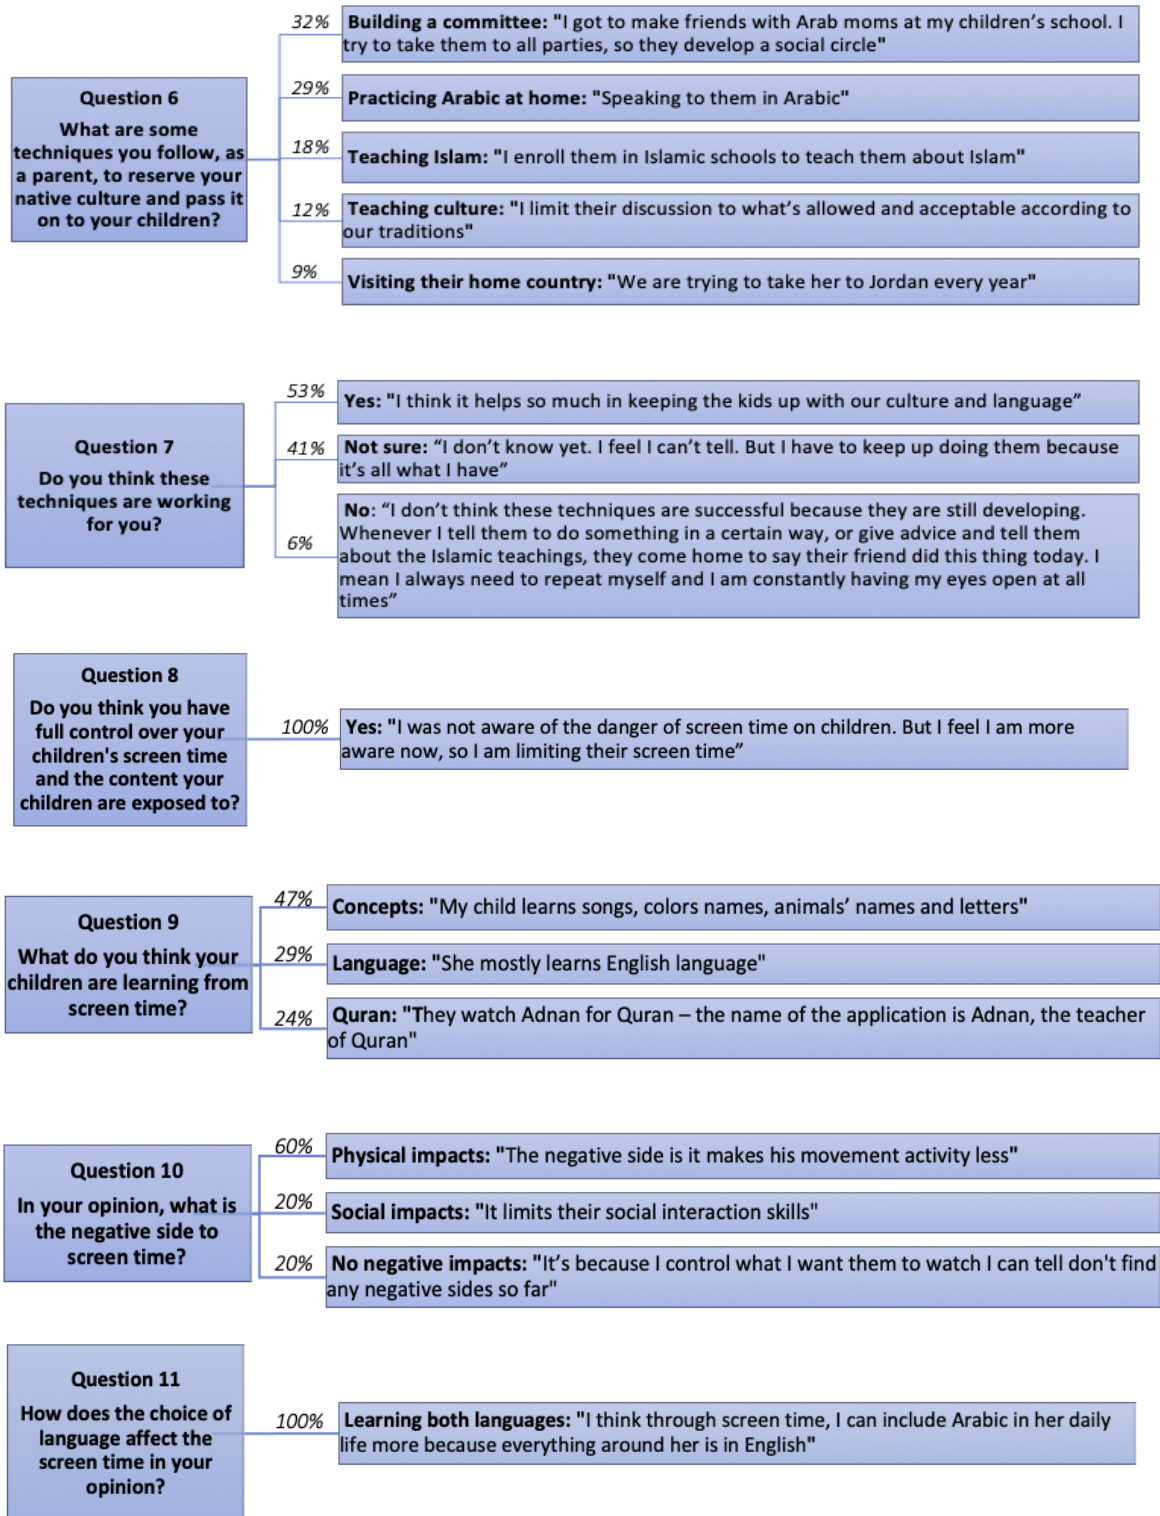 Question 6
What are some
techniques you follow, as
a parent, to reserve your
native culture and pass it
on to your children?
32%
Building a committee: "I got to make friends with Arab moms at my children's school. I
try to take them to all parties, so they develop a social circle"
29%
Practicing Arabic at home: "Speaking to them in Arabic"
18%
Teaching Islam: "I enroll them in Islamic schools to teach them about Islam"
12%
Teaching culture: "I limit their discussion to what's allowed and acceptable according to
our traditions"
9%
Visiting their home country: "We are trying to take her to Jordan every year"
Question 7
Do you think these
techniques are working
for you?
53%
Yes: "I think it helps so much in keeping the kids up with our culture and language”
41%
Not sure: “I don’t know yet. I feel I can’t tell. But I have to keep up doing them because
it’s all what I have”
6%
No: “I don’t think these techniques are successful because they are still developing.
Whenever I tell them to do something in a certain way, or give advice and tell them
about the Islamic teachings, they come home to say their friend did this thing today. I
mean I always need to repeat myself and I am constantly having my eyes open at all
times”
Question 8
Do you think you have
full control over your
children's screen time
and the content your
children are exposed to?
100%
Yes: "I was not aware of the danger of screen time on children. But I feel I am more
aware now, so I am limiting their screen time”
Question 9
What do you think your
children are learning from
screen time?
47%
Concepts: "My child learns songs, colors names, animals’ names and letters"
29%
Language: "She mostly learns English language"
24%
Quran: "They watch Adnan for Quran – the name of the application is Adnan, the teacher
of Quran"
Question 10
In your opinion, what is
the negative side to
screen time?
60%
Physical impacts: "The negative side is it makes his movement activity less"
20%
Social impacts: "It limits their social interaction skills"
20%
No negative impacts: "It’s because I control what I want them to watch I can tell don't find
any negative sides so far"
Question 11
How does the choice of
language affect the
screen time in your
opinion?
100%
Learning both languages: "I think through screen time, I can include Arabic in her daily
life more because everything around her is in English"